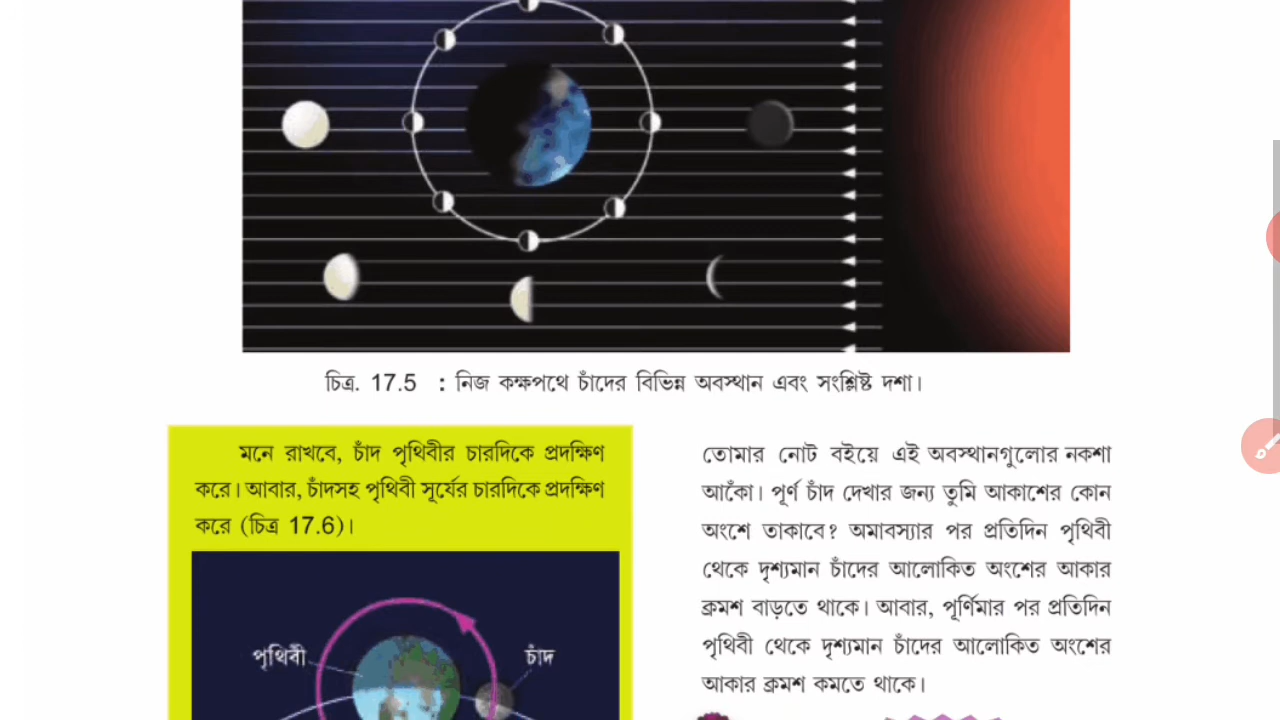 চিত্র. 17.5 : নিজ কক্ষপথে চাঁদের বিভিন্ন অবস্থান এবং সংশ্লিষ্ট দশা।
মনে রাখবে, চাঁদ পৃথিবীর চারদিকে প্রদক্ষিণ
করে। আবার, চাঁদসহ পৃথিবী সূর্যের চারদিকে প্রদক্ষিণ
করে (চিত্র 17.6)।
পৃথিবী
চাঁদ
তোমার নোট বইয়ে এই অবস্থানগুলোর নকশা
আকোঁ। পূর্ণ চাঁদ দেখার জন্য তুমি আকাশের কোন
অংশে তাকাবে? অমাবস্যার পর প্রতিদিন পৃথিবী
থেকে দৃশ্যমান চাঁদের আলোকিত অংশের আকার
ক্রমশ বাড়তে থাকে। আবার, পূর্ণিমার পর প্রতিদিন
পৃথিবী থেকে দৃশ্যমান চাঁদের আলোকিত অংশের
আকার ক্রমশ কমতে থাকে।